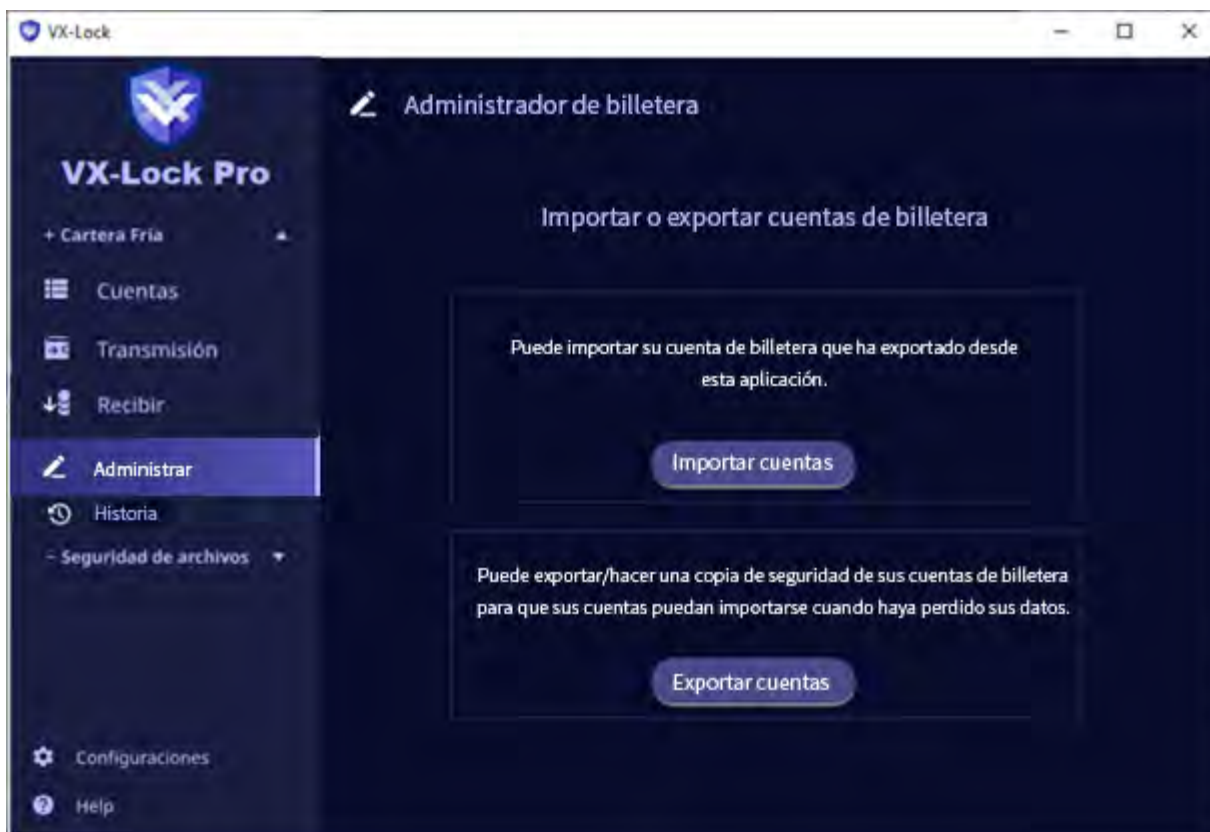 VX-Lock
VX-Lock Pro
+ Cartera Fría
Cuentas
Transmisión
Recibir
Administrar
Historia
- Seguridad de archivos
Configuraciones
Help
Administrador de billetera
Importar o exportar cuentas de billetera
Puede importar su cuenta de billetera que ha exportado desde
esta aplicación.
Importar cuentas
Puede exportar/hacer una copia de seguridad de sus cuentas de billetera
para que sus cuentas puedan importarse cuando haya perdido sus datos.
Exportar cuentas